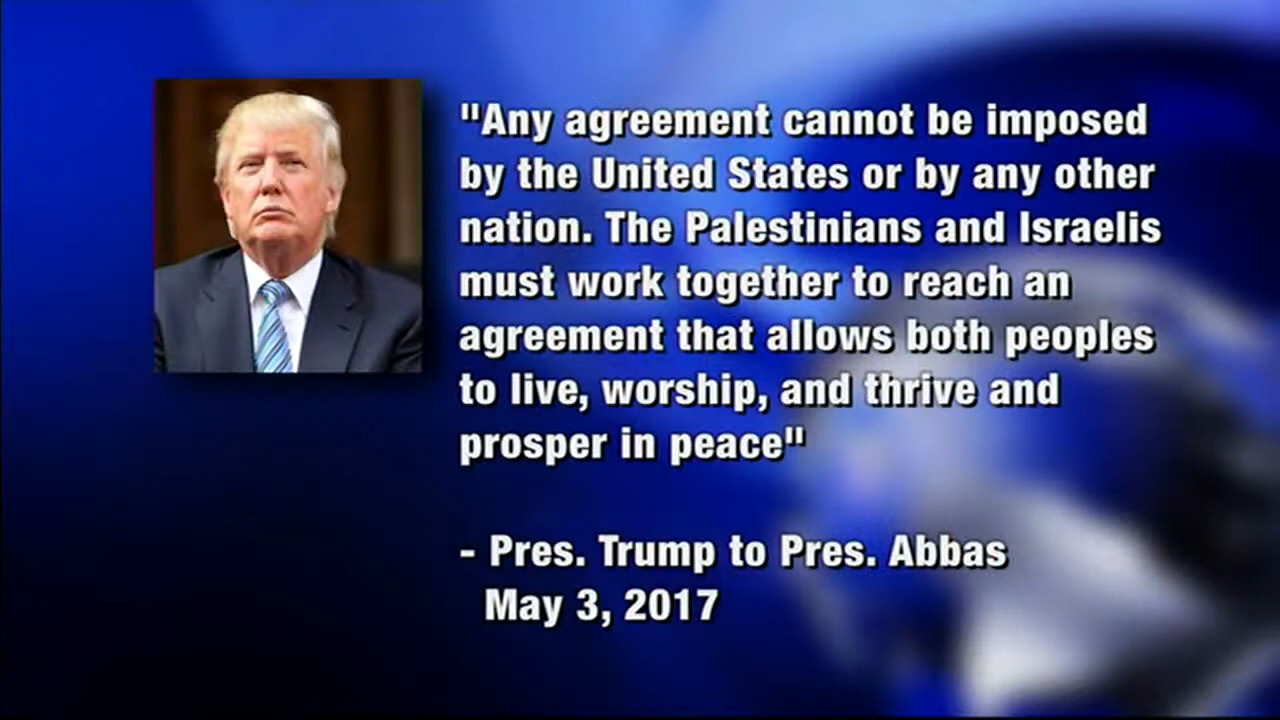 "Any agreement cannot be imposed
by the United States or by any other
nation. The Palestinians and Israelis
must work together to reach an
agreement that allows both peoples
to live, worship, and thrive and
prosper in peace"
- Pres. Trump to Pres. Abbas
May 3, 2017